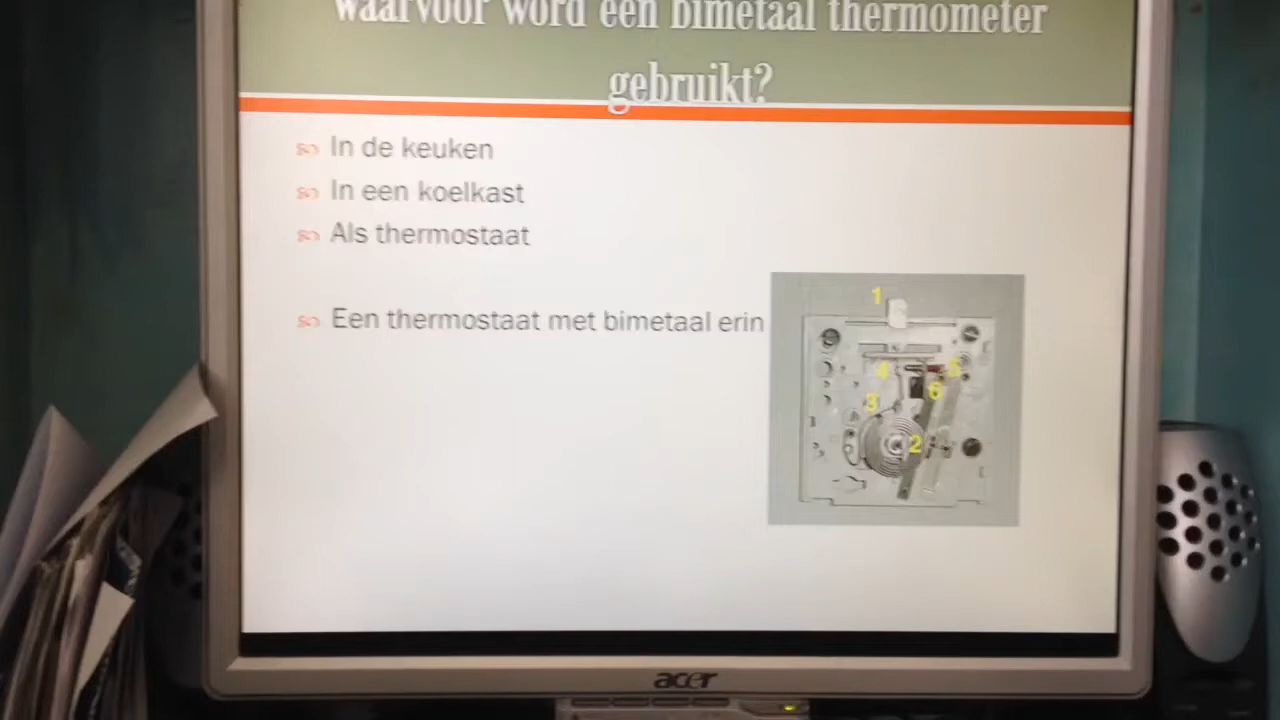 waarvoor word een bimetaal thermometer
gebruikt?
In de keuken
In een koelkast
Als thermostaat
Een thermostaat met bimetaal erin
1
4
5
6
3
2
acer